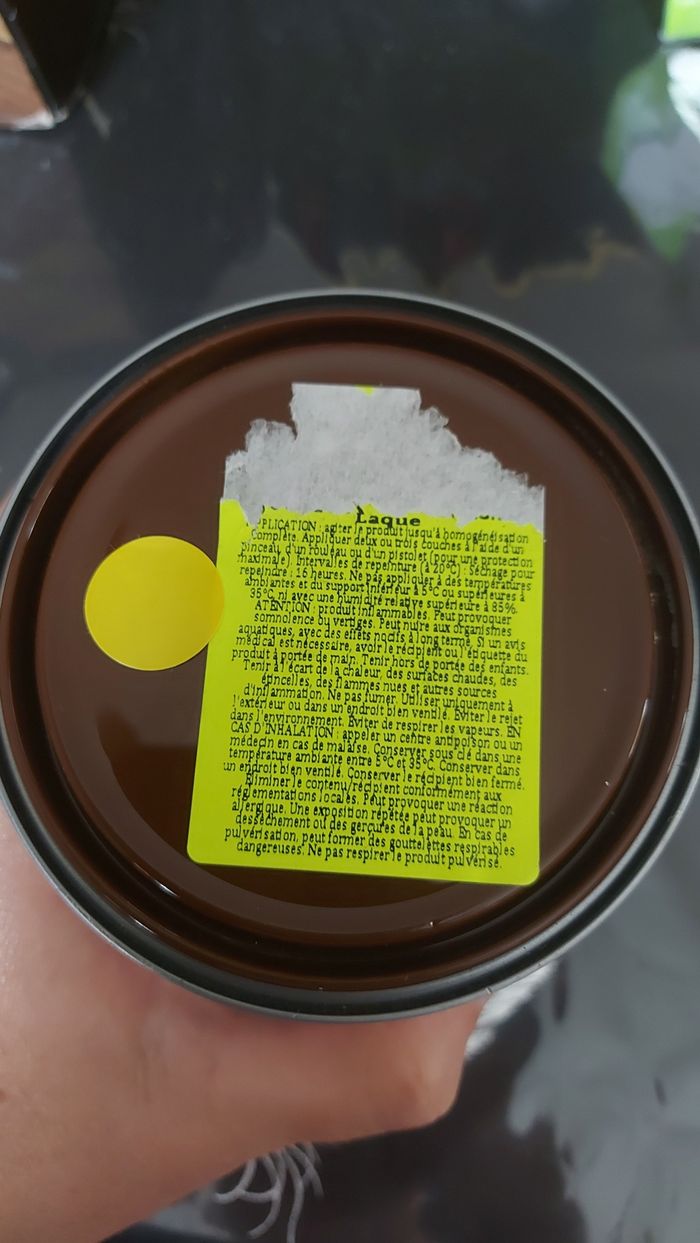 Laque
PLICATION : agiter le produit jusqu'à homogénéisation
Complète. Appliquer deux ou trois couches à l'aide d'un
pinceau, d'un rouleau ou d'un pistolet (pour une protection
maximale). Intervalles de repeinture (à 20°C) : Séchage pour
repeindre : 16 heures. Ne pas appliquer à des températures
ambiantes et du support inférieur à 5°C ou supérieures à
35°C, ni avec une humidité relative supérieure à 85%.
ATENTION : produit inflammables. Peut provoquer
somnolence ou vertiges. Peut nuire aux organismes
aquatiques, avec des effets nocifs à long terme. Si un avis
médical est nécessaire, avoir le récipient ou l'étiquette du
produit à portée de main. Tenir hors de portée des enfants.
Tenir à l'écart de la chaleur, des surfaces chaudes, des
étincelles, des flammes nues et autres sources
d'inflammation. Ne pas fumer. Utiliser uniquement à
l'extérieur ou dans un endroit bien ventilé. Éviter le rejet
dans l'environnement. Éviter de respirer les vapeurs. EN
CAS D'INHALATION : appeler un centre antipoison ou un
médecin en cas de malaise. Conserver sous clé dans une
température ambiante entre 5°C et 35°C. Conserver dans
un endroit bien ventilé. Conserver le récipient bien fermé.
Éliminer le contenu/récipient conformément aux
réglementations locales. Peut provoquer une réaction
allergique. Une exposition répétée peut provoquer un
dessèchement ou des gerçures de la peau. En cas de
pulvérisation, peut former des gouttelettes respirables
dangereuses. Ne pas respirer le produit pulvérisé.